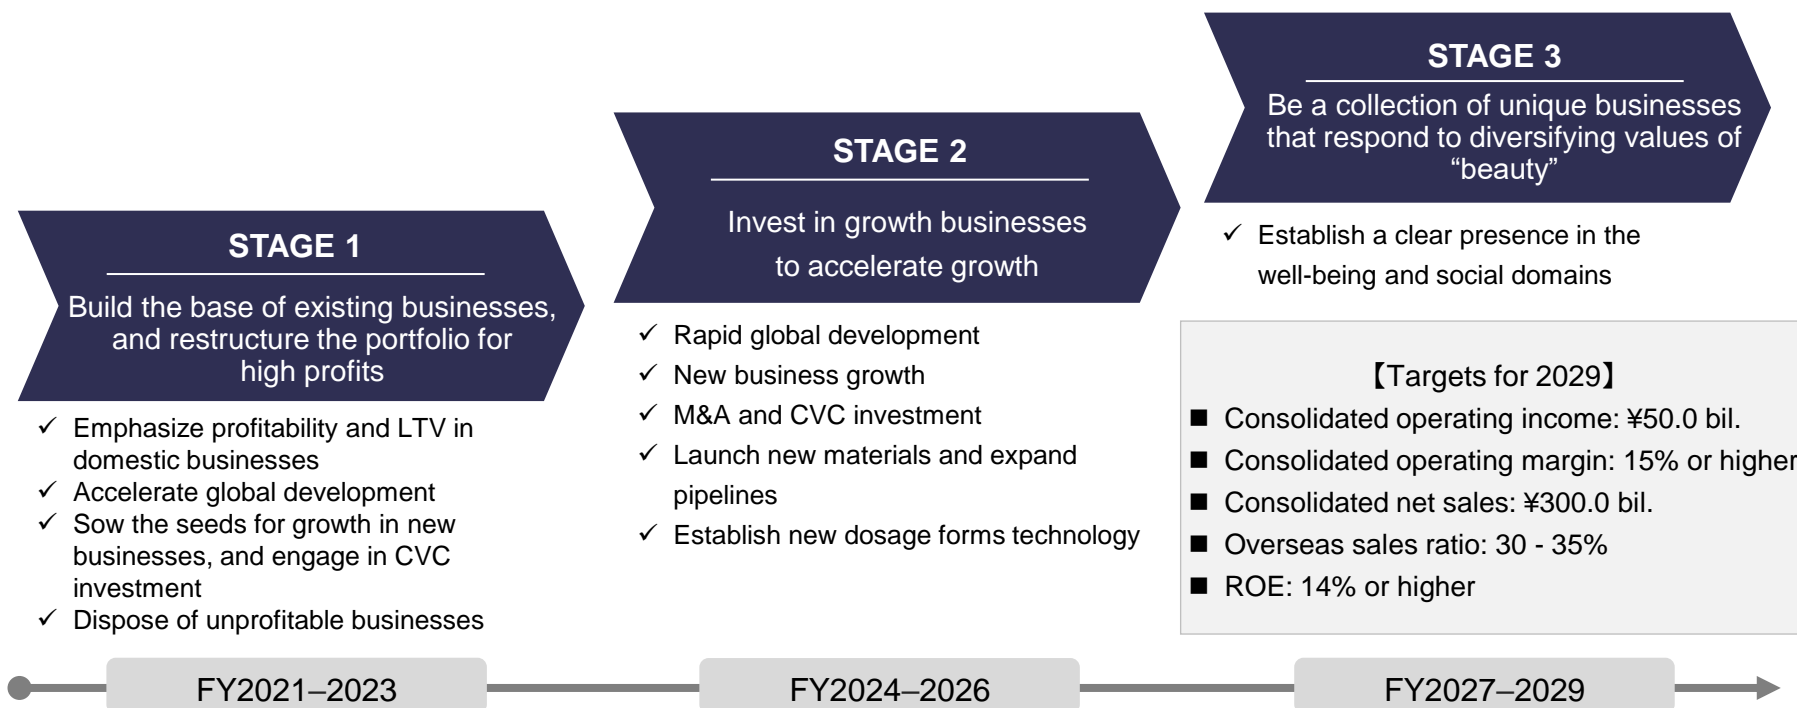 STAGE 1
Build the base of existing businesses,
and restructure the portfolio for
high profits
✓ Emphasize profitability and LTV in
domestic businesses
✓ Accelerate global development
✓ Sow the seeds for growth in new
businesses, and engage in CVC
investment
✓ Dispose of unprofitable businesses
FY2021–2023
STAGE 2
Invest in growth businesses
to accelerate growth
✓ Rapid global development
✓ New business growth
✓ M&A and CVC investment
✓ Launch new materials and expand
pipelines
✓ Establish new dosage forms technology
FY2024–2026
STAGE 3
Be a collection of unique businesses
that respond to diversifying values of
“beauty”
✓ Establish a clear presence in the
well-being and social domains
【Targets for 2029】
■ Consolidated operating income: ¥50.0 bil.
■ Consolidated operating margin: 15% or higher
■ Consolidated net sales: ¥300.0 bil.
■ Overseas sales ratio: 30 - 35%
■ ROE: 14% or higher
FY2027–2029